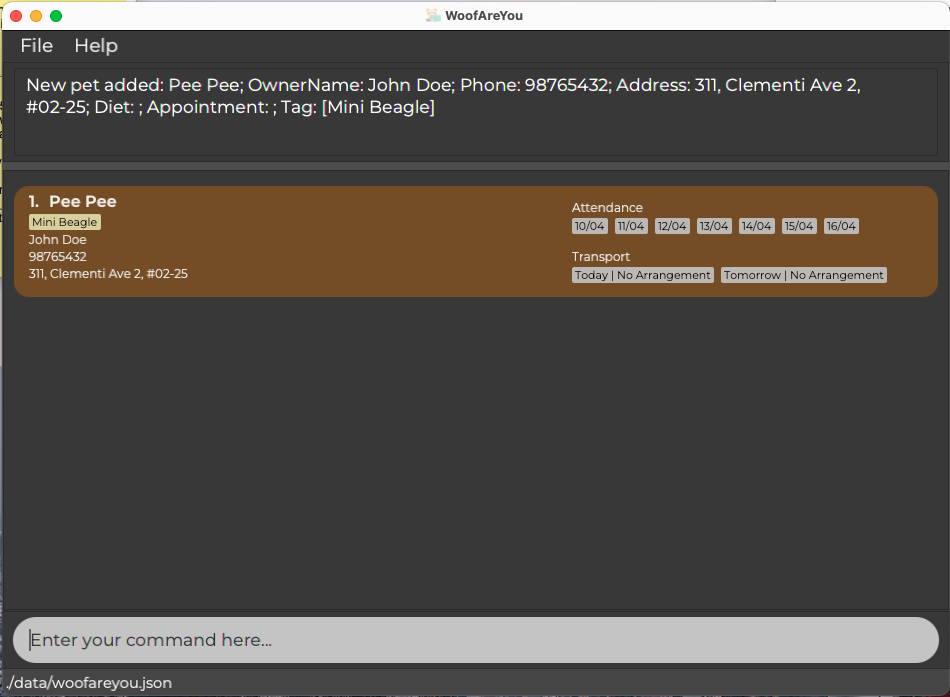 WoofAreYou
File Help
New pet added: Pee Pee; OwnerName: John Doe; Phone: 98765432; Address: 311, Clementi Ave 2,
#02-25; Diet: ; Appointment: ; Tag: [Mini Beagle]
1. Pee Pee
Mini Beagle
John Doe
98765432
311, Clementi Ave 2, #02-25
Attendance
10/04 11/04 12/04 13/04 14/04 15/04 16/04
Transport
Today | No Arrangement Tomorrow | No Arrangement
Enter your command here...
./data/woofareyou.json